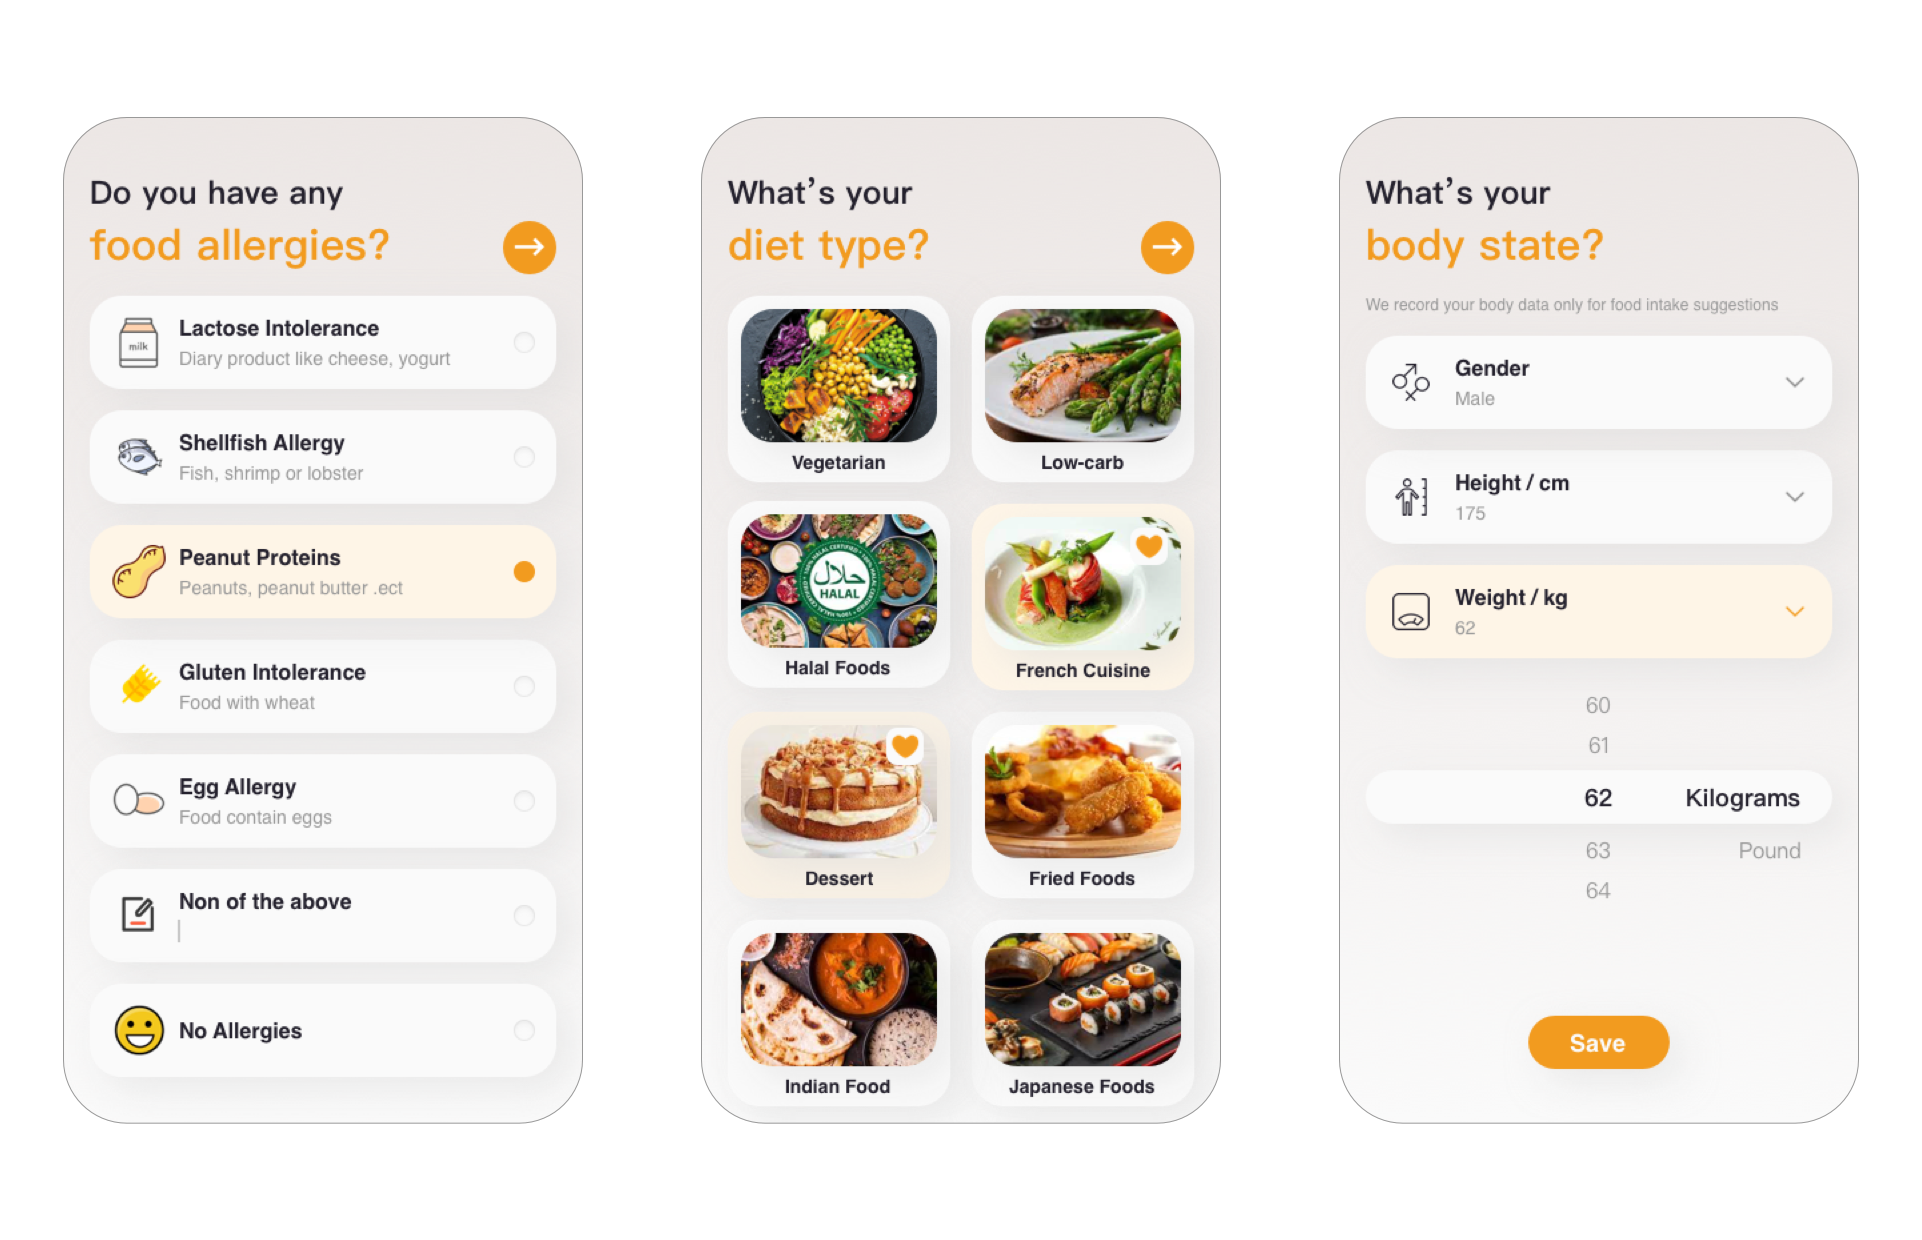 Do you have any
food allergies?
milk
Lactose Intolerance
Diary product like cheese, yogurt
Shellfish Allergy
Fish, shrimp or lobster
Peanut Proteins
Peanuts, peanut butter .ect
Gluten Intolerance
Food with wheat
Egg Allergy
Food contain eggs
Non of the above
No Allergies
What's your
diet type?
Vegetarian
Low-carb
حلال
HALAL
Halal Foods
French Cuisine
Dessert
Fried Foods
Indian Food
Japanese Foods
What's your
body state?
We record your body data only for food intake suggestions
Gender
Male
Height / cm
175
Weight / kg
62
60
61
62 Kilograms
63 Pound
64
Save